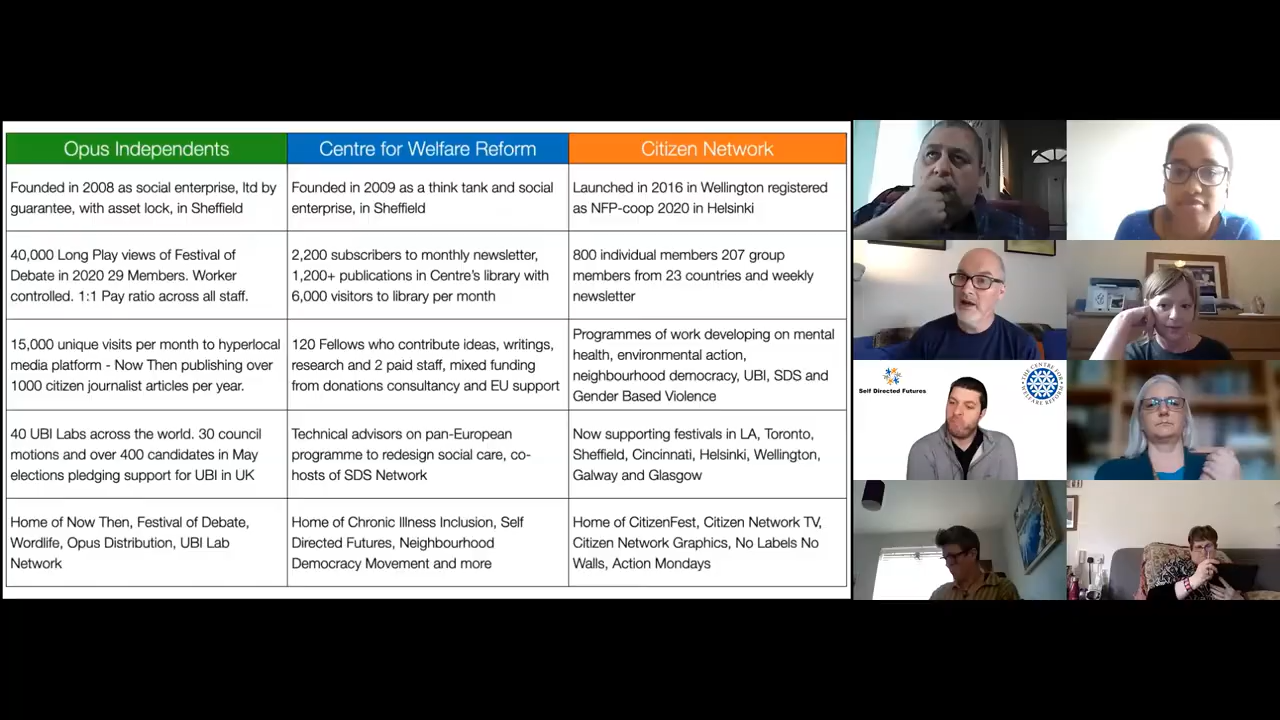 Opus Independents
Centre for Welfare Reform
Citizen Network
Founded in 2008 as social enterprise, ltd by
guarantee, with asset lock, in Sheffield
Founded in 2009 as a think tank and social
enterprise, in Sheffield
Launched in 2016 in Wellington registered
as NFP-coop 2020 in Helsinki
40,000 Long Play views of Festival of
Debate in 2020 29 Members. Worker
controlled. 1:1 Pay ratio across all staff.
2,200 subscribers to monthly newsletter,
1,200+ publications in Centre's library with
6,000 visitors to library per month
800 individual members 207 group
members from 23 countries and weekly
newsletter
15,000 unique visits per month to hyperlocal
media platform - Now Then publishing over
1000 citizen journalist articles per year.
120 Fellows who contribute ideas, writings,
research and 2 paid staff, mixed funding
from donations consultancy and EU support
Programmes of work developing on mental
health, environmental action,
neighbourhood democracy, UBI, SDS and
Gender Based Violence
40 UBI Labs across the world. 30 council
motions and over 400 candidates in May
elections pledging support for UBI in UK
Technical advisors on pan-European
programme to redesign social care, co-
hosts of SDS Network
Now supporting festivals in LA, Toronto,
Sheffield, Cincinnati, Helsinki, Wellington,
Galway and Glasgow
Home of Now Then, Festival of Debate,
Wordlife, Opus Distribution, UBI Lab
Network
Home of Chronic Illness Inclusion, Self
Directed Futures, Neighbourhood
Democracy Movement and more
Home of CitizenFest, Citizen Network TV,
Citizen Network Graphics, No Labels No
Walls, Action Mondays
Self Directed Futures
THE CENTRE FOR
WELFARE REFORM